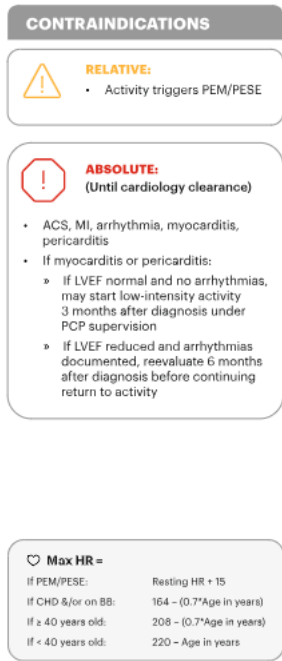 CONTRAINDICATIONS
RELATIVE:
• Activity triggers PEM/PESE
ABSOLUTE:
(Until cardiology clearance)
• ACS, MI, arrhythmia, myocarditis,
pericarditis
• If myocarditis or pericarditis:
» If LVEF normal and no arrhythmias,
may start low-intensity activity
3 months after diagnosis under
PCP supervision
» If LVEF reduced and arrhythmias
documented, reevaluate 6 months
after diagnosis before continuing
return to activity
Max HR =
If PEM/PESE: Resting HR + 15
If CHD &/or on BB: 164 – (0.7*Age in years)
If ≥ 40 years old: 208 – (0.7*Age in years)
If < 40 years old: 220 – Age in years